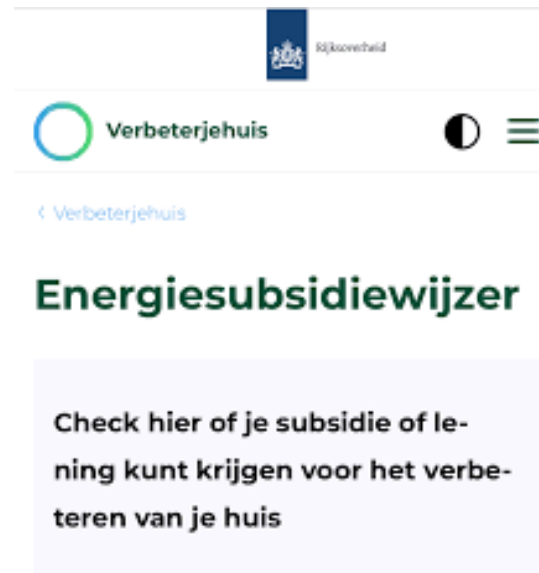 Rijksoverheid
Verbeterjehuis
< Verbeterjehuis
Energiesubsidiewijzer
Check hier of je subsidie of le-
ning kunt krijgen voor het verbe-
teren van je huis